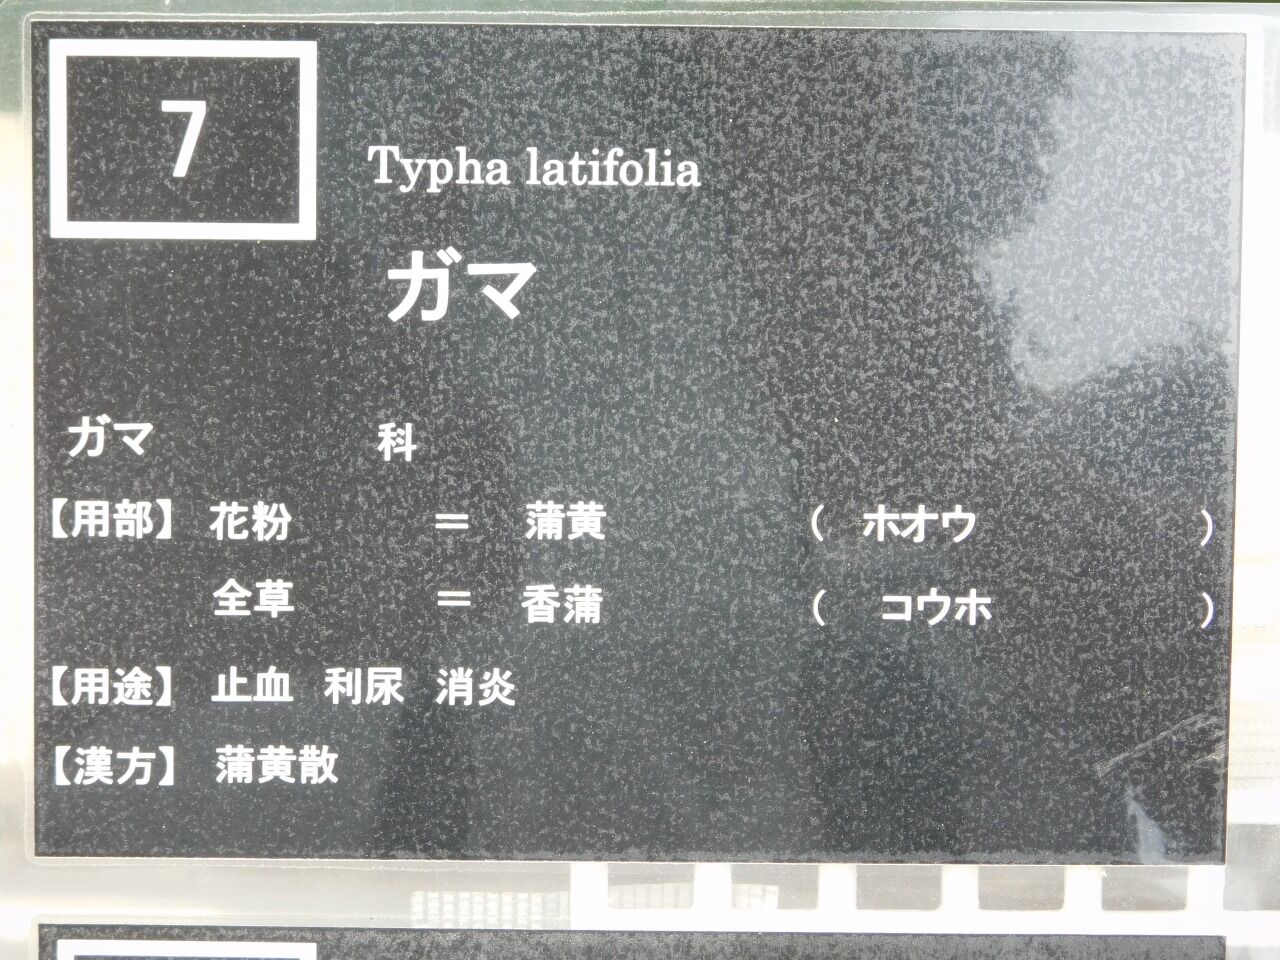 7
Typha latifolia
ガマ
ガマ 科
【用部】 花粉 ＝ 蒲黄 （ ホオウ ）
全草 ＝ 香蒲 （ コウホ ）
【用途】 止血 利尿 消炎
【漢方】 蒲黄散